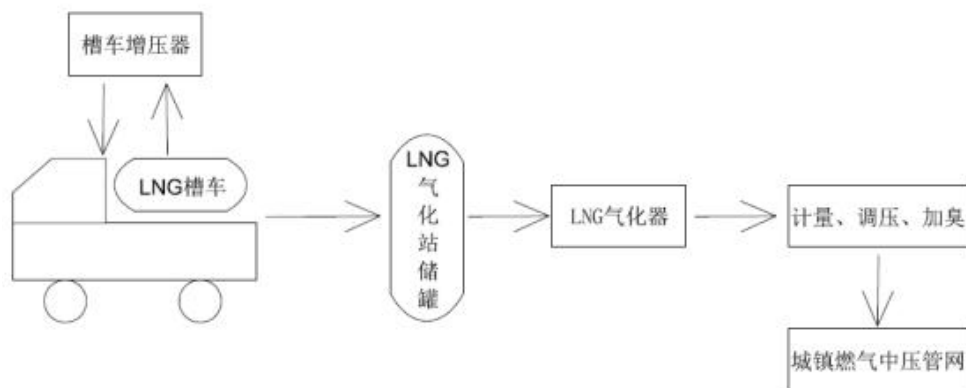 槽车增压器
LNG槽车
LNG
气
化
站
储
罐
LNG气化器
计量、调压、加臭
城镇燃气中压管网